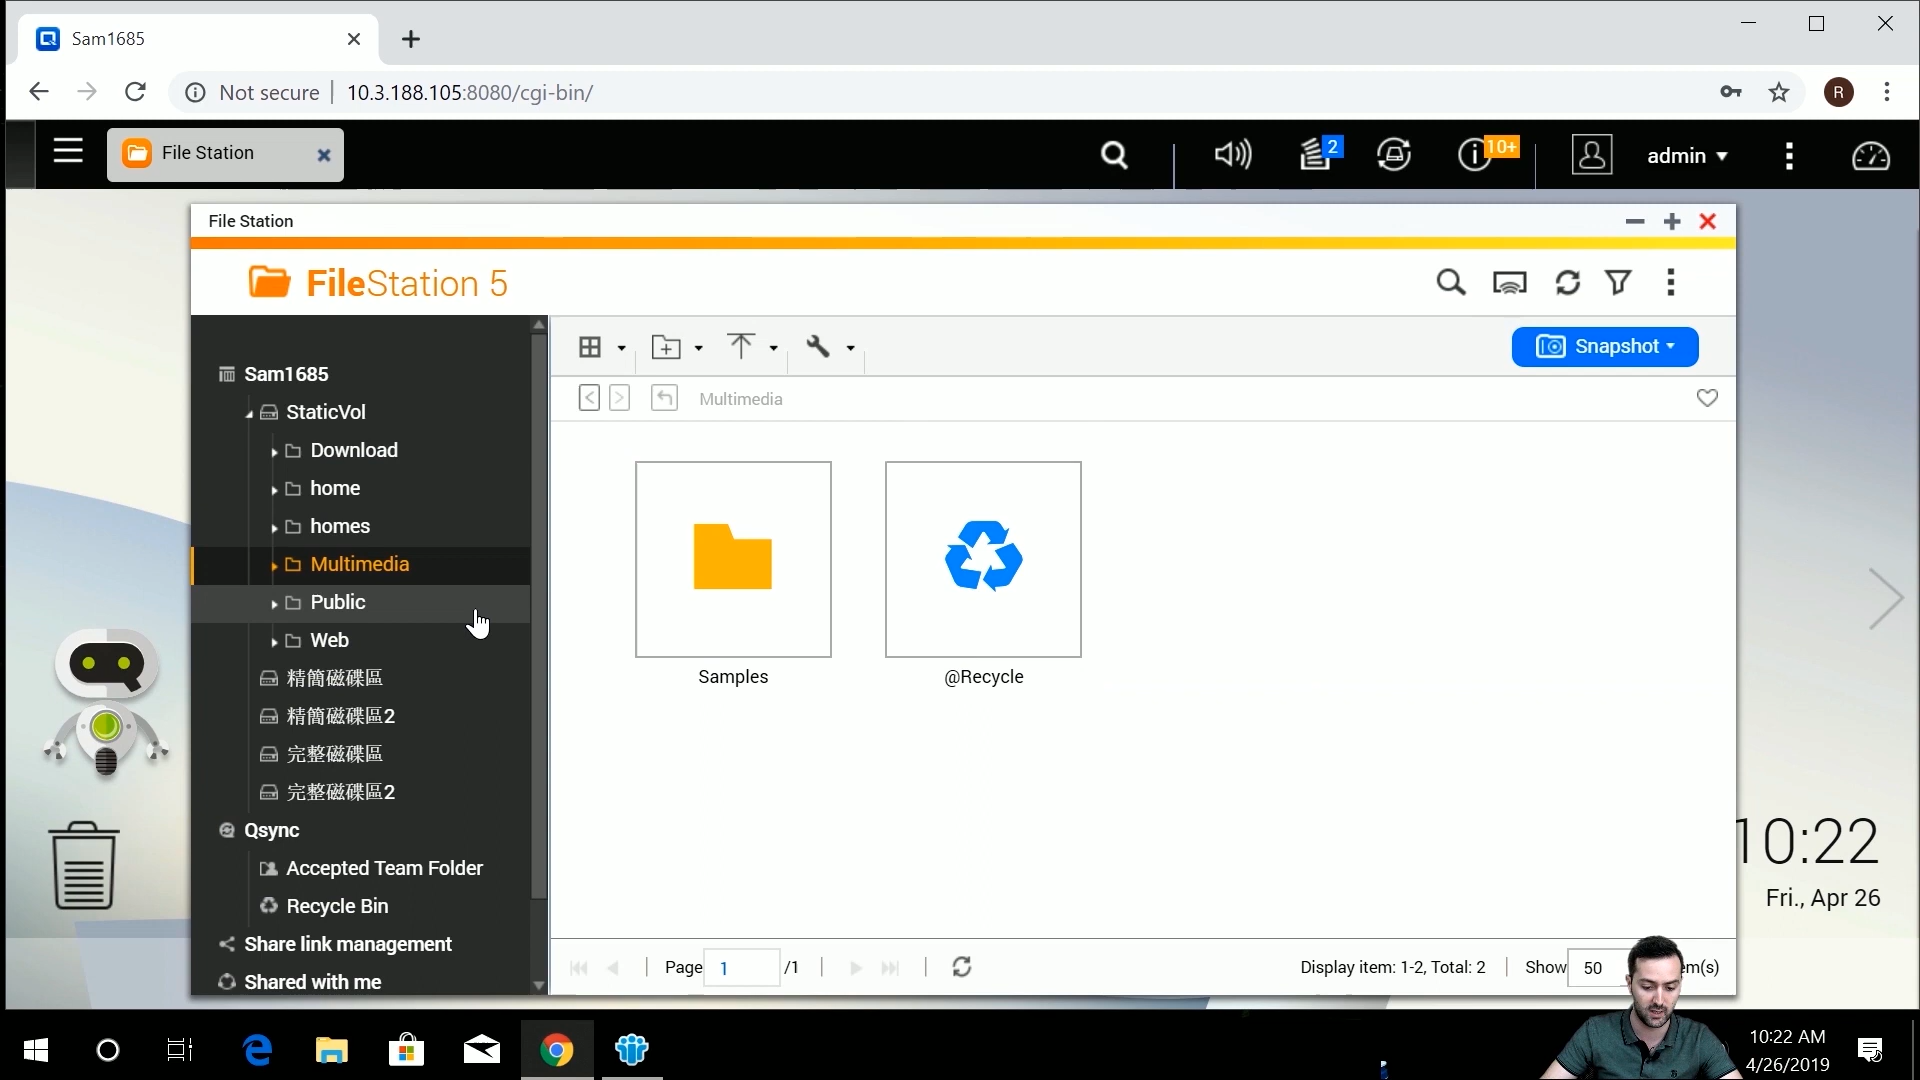 Sam1685
Not secure
10.3.188.105:8080/cgi-bin/
R
File Station
2
10+
admin
File Station
FileStation 5
Snapshot
Multimedia
Sam1685
StaticVol
Download
home
homes
Multimedia
Public
Web
精簡磁碟區
精簡磁碟區2
完整磁碟區
完整磁碟區2
Qsync
Accepted Team Folder
Recycle Bin
Share link management
Shared with me
Samples
@Recycle
Page 1 /1
Display item: 1-2, Total: 2
Show 50
10:22
Fri., Apr 26
10:22 AM
4/26/2019